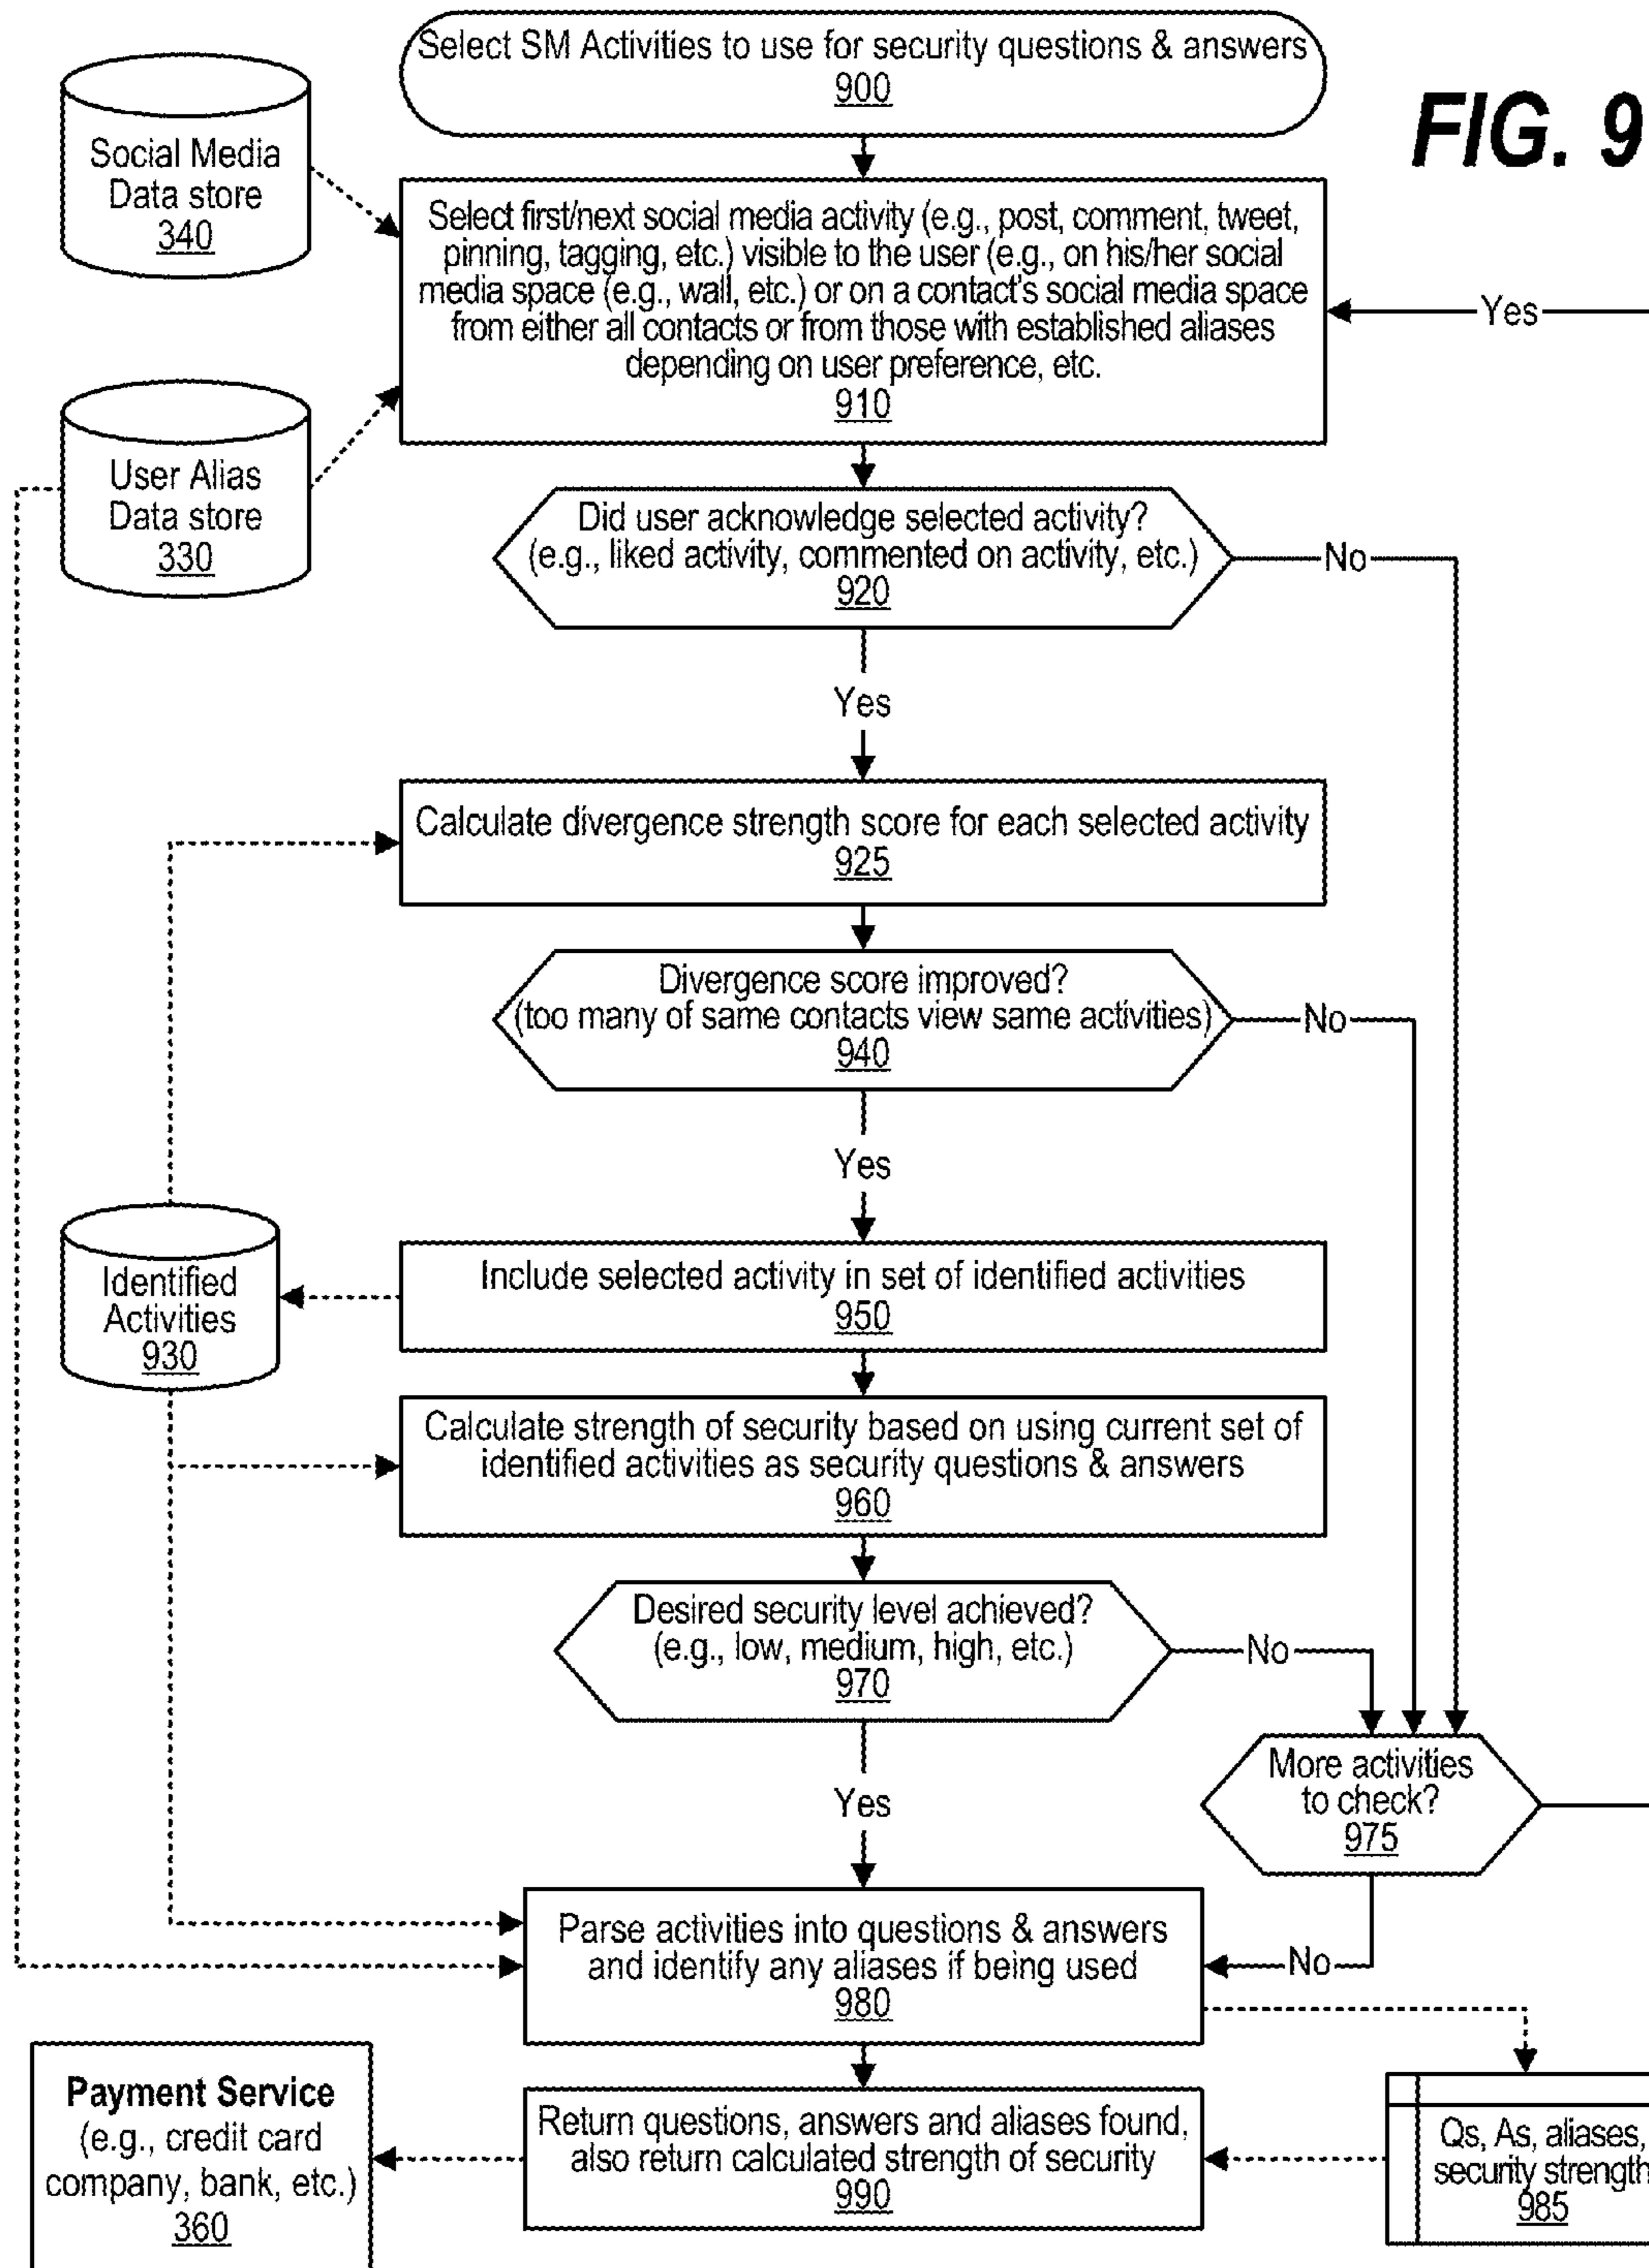 Select SM Activities to use for security questions & answers
900
FIG. 9
Social Media
Data store
340
Select first/next social media activity (e.g., post, comment, tweet,
pinning, tagging, etc.) visible to the user (e.g., on his/her social
media space (e.g., wall, etc.) or on a contact's social media space
from either all contacts or from those with established aliases
depending on user preference, etc.
910
Yes
User Alias
Data store
330
Did user acknowledge selected activity?
(e.g., liked activity, commented on activity, etc.)
920
No
Yes
Calculate divergence strength score for each selected activity
925
Divergence score improved?
(too many of same contacts view same activities)
940
No
Yes
Identified
Activities
930
Include selected activity in set of identified activities
950
Calculate strength of security based on using current set of
identified activities as security questions & answers
960
Desired security level achieved?
(e.g., low, medium, high, etc.)
970
No
Yes
More activities
to check?
975
No
Parse activities into questions & answers
and identify any aliases if being used
980
Payment Service
(e.g., credit card
company, bank, etc.)
360
Return questions, answers and aliases found,
also return calculated strength of security
990
Qs, As, aliases,
security strength
985